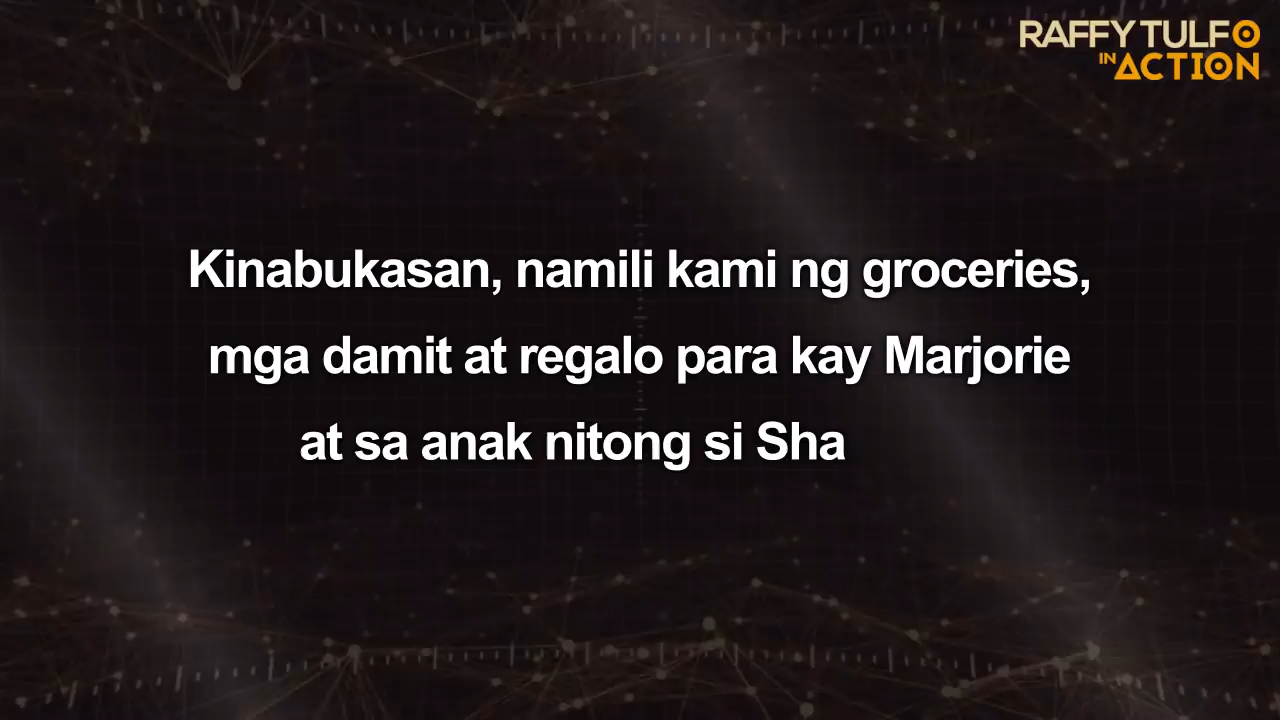 RAFFY TULFO
IN ACTION
Kinabukasan, namili kami ng groceries,
mga damit at regalo para kay Marjorie
at sa anak nitong si Sha